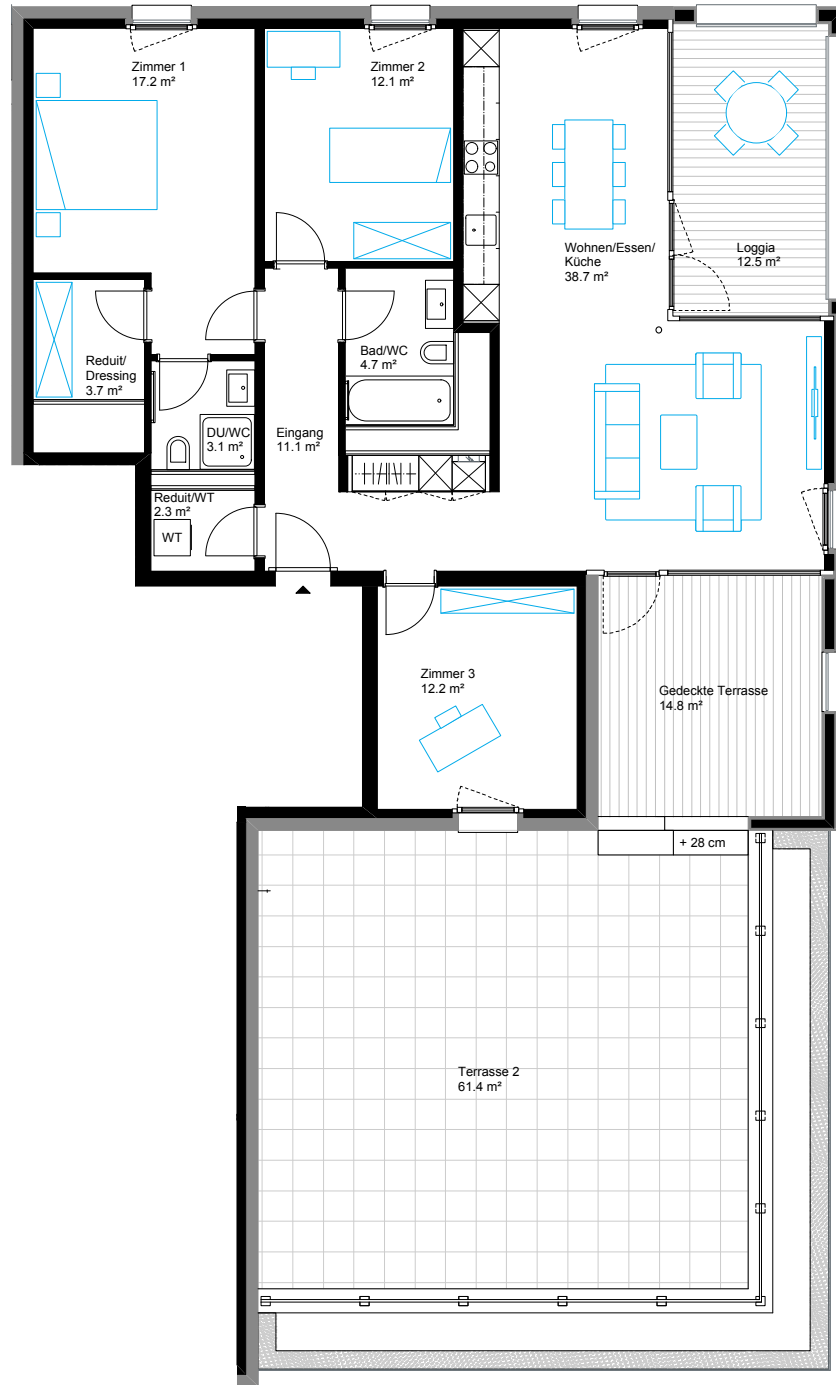 Zimmer 1
17.2 m²
Zimmer 2
12.1 m²
Wohnen/Essen/
Küche
38.7 m²
Loggia
12.5 m²
Reduit/
Dressing
3.7 m²
Bad/WC
4.7 m²
DU/WC
3.1 m²
Eingang
11.1 m²
Reduit/WT
2.3 m²
WT
Zimmer 3
12.2 m²
Gedeckte Terrasse
14.8 m²
+ 28 cm
Terrasse 2
61.4 m²